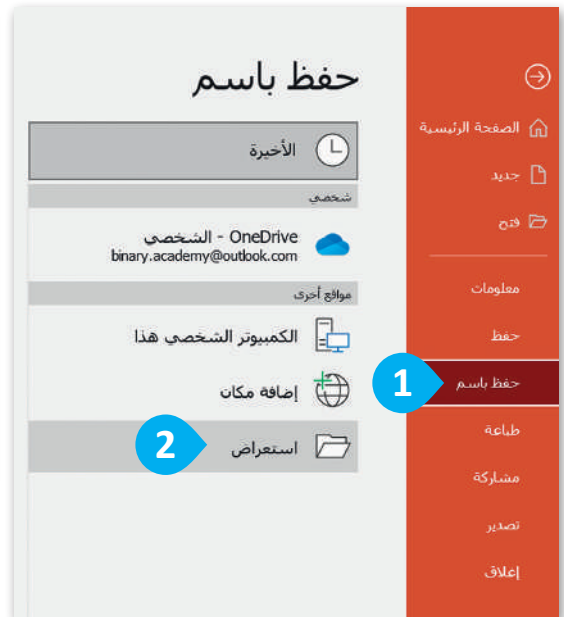 الصفحة الرئيسية
جديد
فتح
معلومات
حفظ
حفظ باسم
1
طباعة
مشاركة
تصدير
إغلاق
حفظ باسم
الأخيرة
شخصي
OneDrive - الشخصي
binary.academy@outlook.com
مواقع أخرى
الكمبيوتر الشخصي هذا
إضافة مكان
استعراض
2